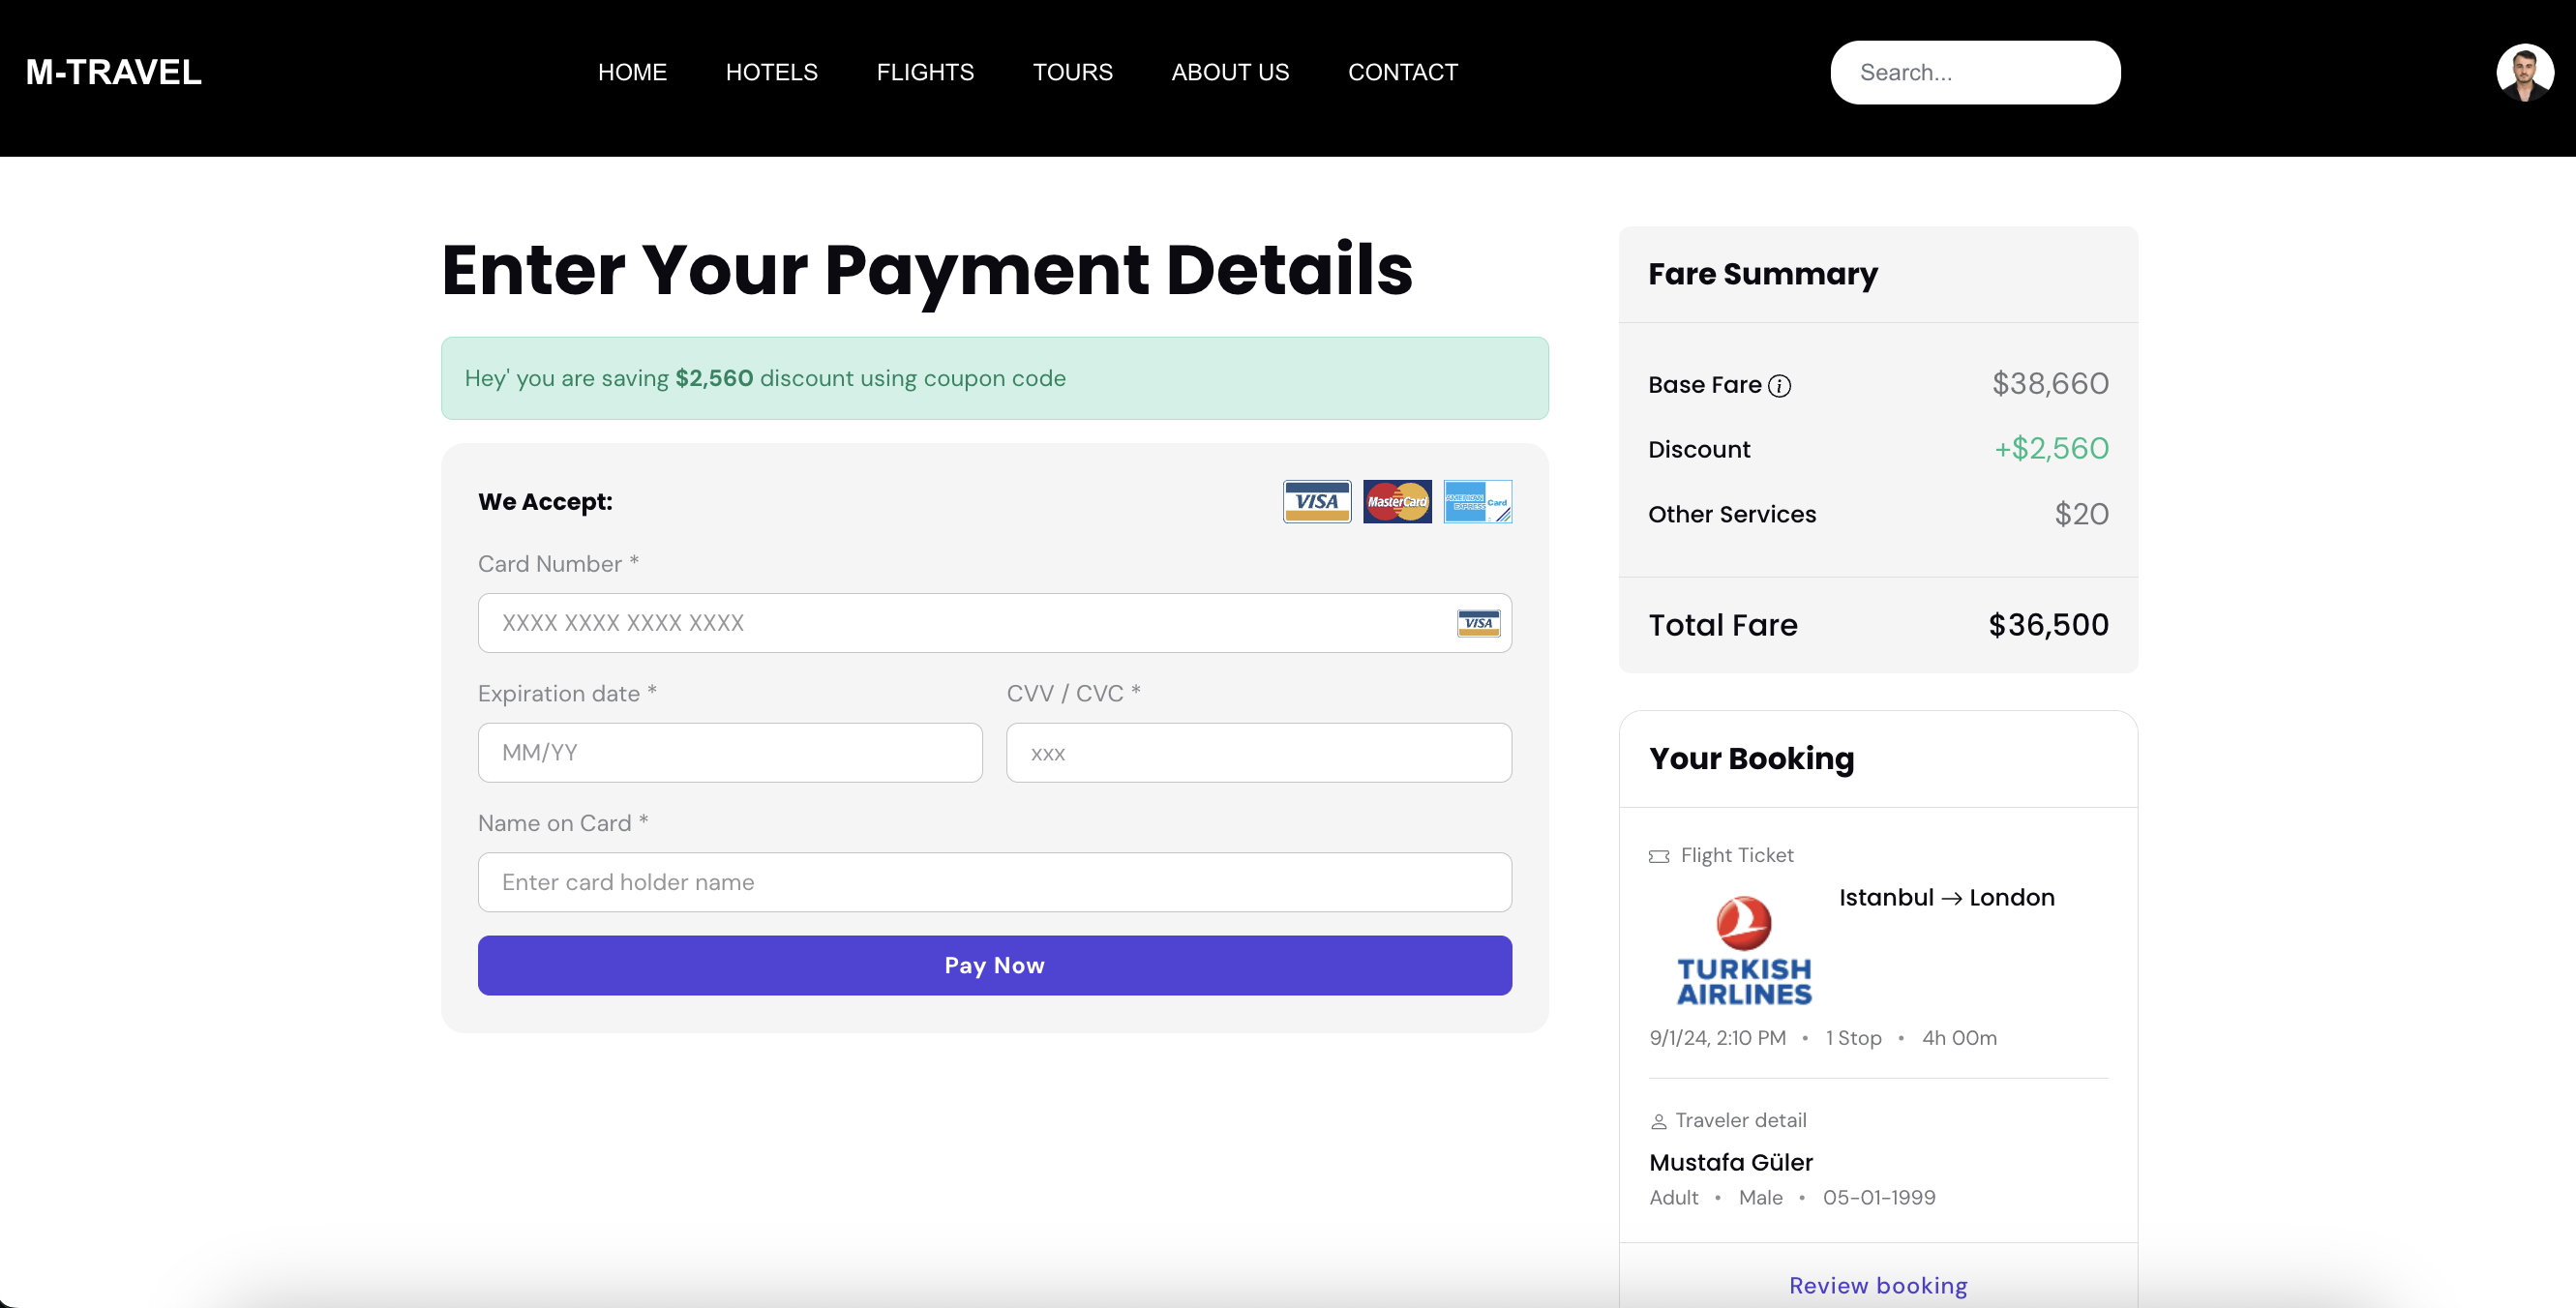 M-TRAVEL
HOME HOTELS FLIGHTS TOURS ABOUT US CONTACT
Search...
Enter Your Payment Details
Hey' you are saving $2,560 discount using coupon code
We Accept:
VISA MasterCard AMERICAN EXPRESS Card
Card Number *
XXXX XXXX XXXX XXXX
VISA
Expiration date * CVV / CVC *
MM/YY xxx
Name on Card *
Enter card holder name
Pay Now
Fare Summary
Base Fare $38,660
Discount +$2,560
Other Services $20
Total Fare $36,500
Your Booking
Flight Ticket
Istanbul → London
TURKISH
AIRLINES
9/1/24, 2:10 PM • 1 Stop • 4h 00m
Traveler detail
Mustafa Güler
Adult • Male • 05-01-1999
Review booking